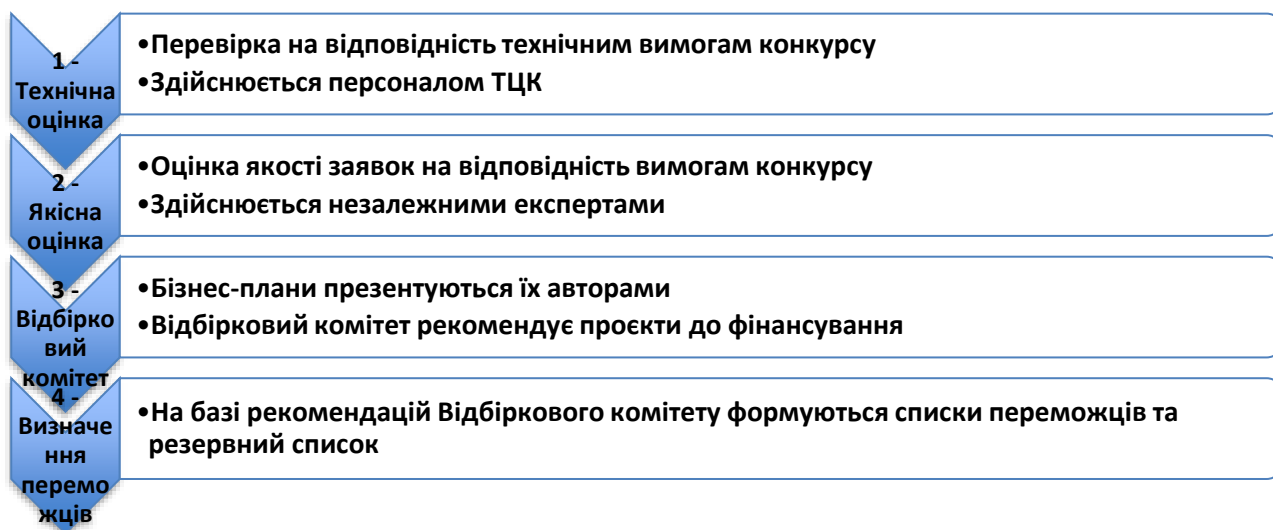 1 -
Технічна
оцінка
•Перевірка на відповідність технічним вимогам конкурсу
•Здійснюється персоналом ТЦК
2 -
Якісна
оцінка
•Оцінка якості заявок на відповідність вимогам конкурсу
•Здійснюється незалежними експертами
3 -
Відбірко
вий
комітет
•Бізнес-плани презентуються їх авторами
•Відбірковий комітет рекомендує проєкти до фінансування
4 -
Визначе
ння
перемо
жців
•На базі рекомендацій Відбіркового комітету формуються списки переможців та
резервний список